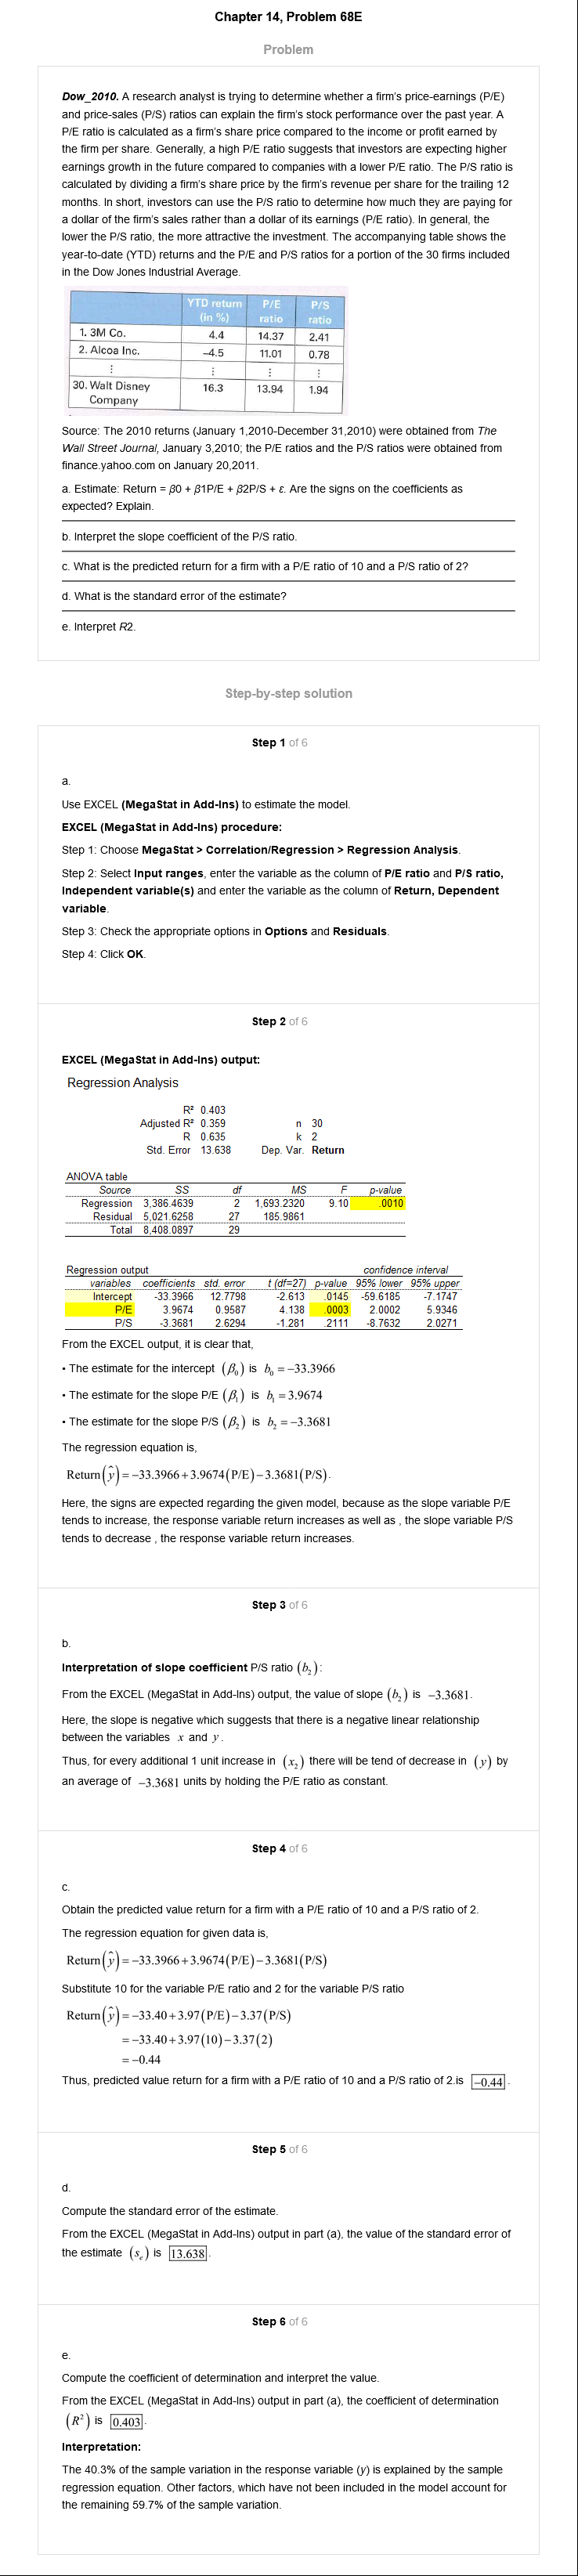 Chapter 14, Problem 68E
Problem
Dow_2010. A research analyst is trying to determine whether a firm's price-earnings (P/E)
and price-sales (P/S) ratios can explain the firm's stock performance over the past year. A
P/E ratio is calculated as a firm's share price compared to the income or profit earned by
the firm per share. Generally, a high P/E ratio suggests that investors are expecting higher
earnings growth in the future compared to companies with a lower P/E ratio. The P/S ratio is
calculated by dividing a firm's share price by the firm's revenue per share for the trailing 12
months. In short, investors can use the P/S ratio to determine how much they are paying for
a dollar of the firm's sales rather than a dollar of its earnings (P/E ratio). In general, the
lower the P/S ratio, the more attractive the investment. The accompanying table shows the
year-to-date (YTD) returns and the P/E and P/S ratios for a portion of the 30 firms included
in the Dow Jones Industrial Average.
YTD return P/E P/S
(in %) ratio ratio
1. 3M Co. 4.4 14.37 2.41
2. Alcoa Inc. –4.5 11.01 0.78
⋮ ⋮ ⋮ ⋮
30. Walt Disney 16.3 13.94 1.94
Company
Source: The 2010 returns (January 1,2010-December 31,2010) were obtained from The
Wall Street Journal, January 3,2010; the P/E ratios and the P/S ratios were obtained from
finance.yahoo.com on January 20,2011.
a. Estimate: Return = β0 + β1P/E + β2P/S + ε. Are the signs on the coefficients as
expected? Explain.
b. Interpret the slope coefficient of the P/S ratio.
c. What is the predicted return for a firm with a P/E ratio of 10 and a P/S ratio of 2?
d. What is the standard error of the estimate?
e. Interpret R2.
Step-by-step solution
Step 1 of 6
a.
Use EXCEL (MegaStat in Add-Ins) to estimate the model.
EXCEL (MegaStat in Add-Ins) procedure:
Step 1: Choose MegaStat > Correlation/Regression > Regression Analysis.
Step 2: Select Input ranges, enter the variable as the column of P/E ratio and P/S ratio,
Independent variable(s) and enter the variable as the column of Return, Dependent
variable.
Step 3: Check the appropriate options in Options and Residuals.
Step 4: Click OK.
Step 2 of 6
EXCEL (MegaStat in Add-Ins) output:
Regression Analysis
R² 0.403
Adjusted R² 0.359 n 30
R 0.635 k 2
Std. Error 13.638 Dep. Var. Return
ANOVA table
Source SS df MS F p-value
Regression 3,386.4639 2 1,693.2320 9.10 .0010
Residual 5,021.6258 27 185.9861
Total 8,408.0897 29
Regression output confidence interval
variables coefficients std. error t (df=27) p-value 95% lower 95% upper
Intercept -33.3966 12.7798 -2.613 .0145 -59.6185 -7.1747
P/E 3.9674 0.9587 4.138 .0003 2.0002 5.9346
P/S -3.3681 2.6294 -1.281 .2111 -8.7632 2.0271
From the EXCEL output, it is clear that,
• The estimate for the intercept (β₀) is b₀ = −33.3966
• The estimate for the slope P/E (β₁) is b₁ = 3.9674
• The estimate for the slope P/S (β₂) is b₂ = −3.3681
The regression equation is,
Return(ŷ) = −33.3966+3.9674(P/E)−3.3681(P/S).
Here, the signs are expected regarding the given model, because as the slope variable P/E
tends to increase, the response variable return increases as well as , the slope variable P/S
tends to decrease , the response variable return increases.
Step 3 of 6
b.
Interpretation of slope coefficient P/S ratio (b₂):
From the EXCEL (MegaStat in Add-Ins) output, the value of slope (b₂) is −3.3681.
Here, the slope is negative which suggests that there is a negative linear relationship
between the variables x and y.
Thus, for every additional 1 unit increase in (x₂) there will be tend of decrease in (y) by
an average of −3.3681 units by holding the P/E ratio as constant.
Step 4 of 6
c.
Obtain the predicted value return for a firm with a P/E ratio of 10 and a P/S ratio of 2.
The regression equation for given data is,
Return(ŷ) = −33.3966+3.9674(P/E)−3.3681(P/S)
Substitute 10 for the variable P/E ratio and 2 for the variable P/S ratio
Return(ŷ) = −33.40+3.97(P/E)−3.37(P/S)
= −33.40+3.97(10)−3.37(2)
= −0.44
Thus, predicted value return for a firm with a P/E ratio of 10 and a P/S ratio of 2.is −0.44.
Step 5 of 6
d.
Compute the standard error of the estimate.
From the EXCEL (MegaStat in Add-Ins) output in part (a), the value of the standard error of
the estimate (sₑ) is 13.638.
Step 6 of 6
e.
Compute the coefficient of determination and interpret the value.
From the EXCEL (MegaStat in Add-Ins) output in part (a), the coefficient of determination
(R²) is 0.403.
Interpretation:
The 40.3% of the sample variation in the response variable (y) is explained by the sample
regression equation. Other factors, which have not been included in the model account for
the remaining 59.7% of the sample variation.